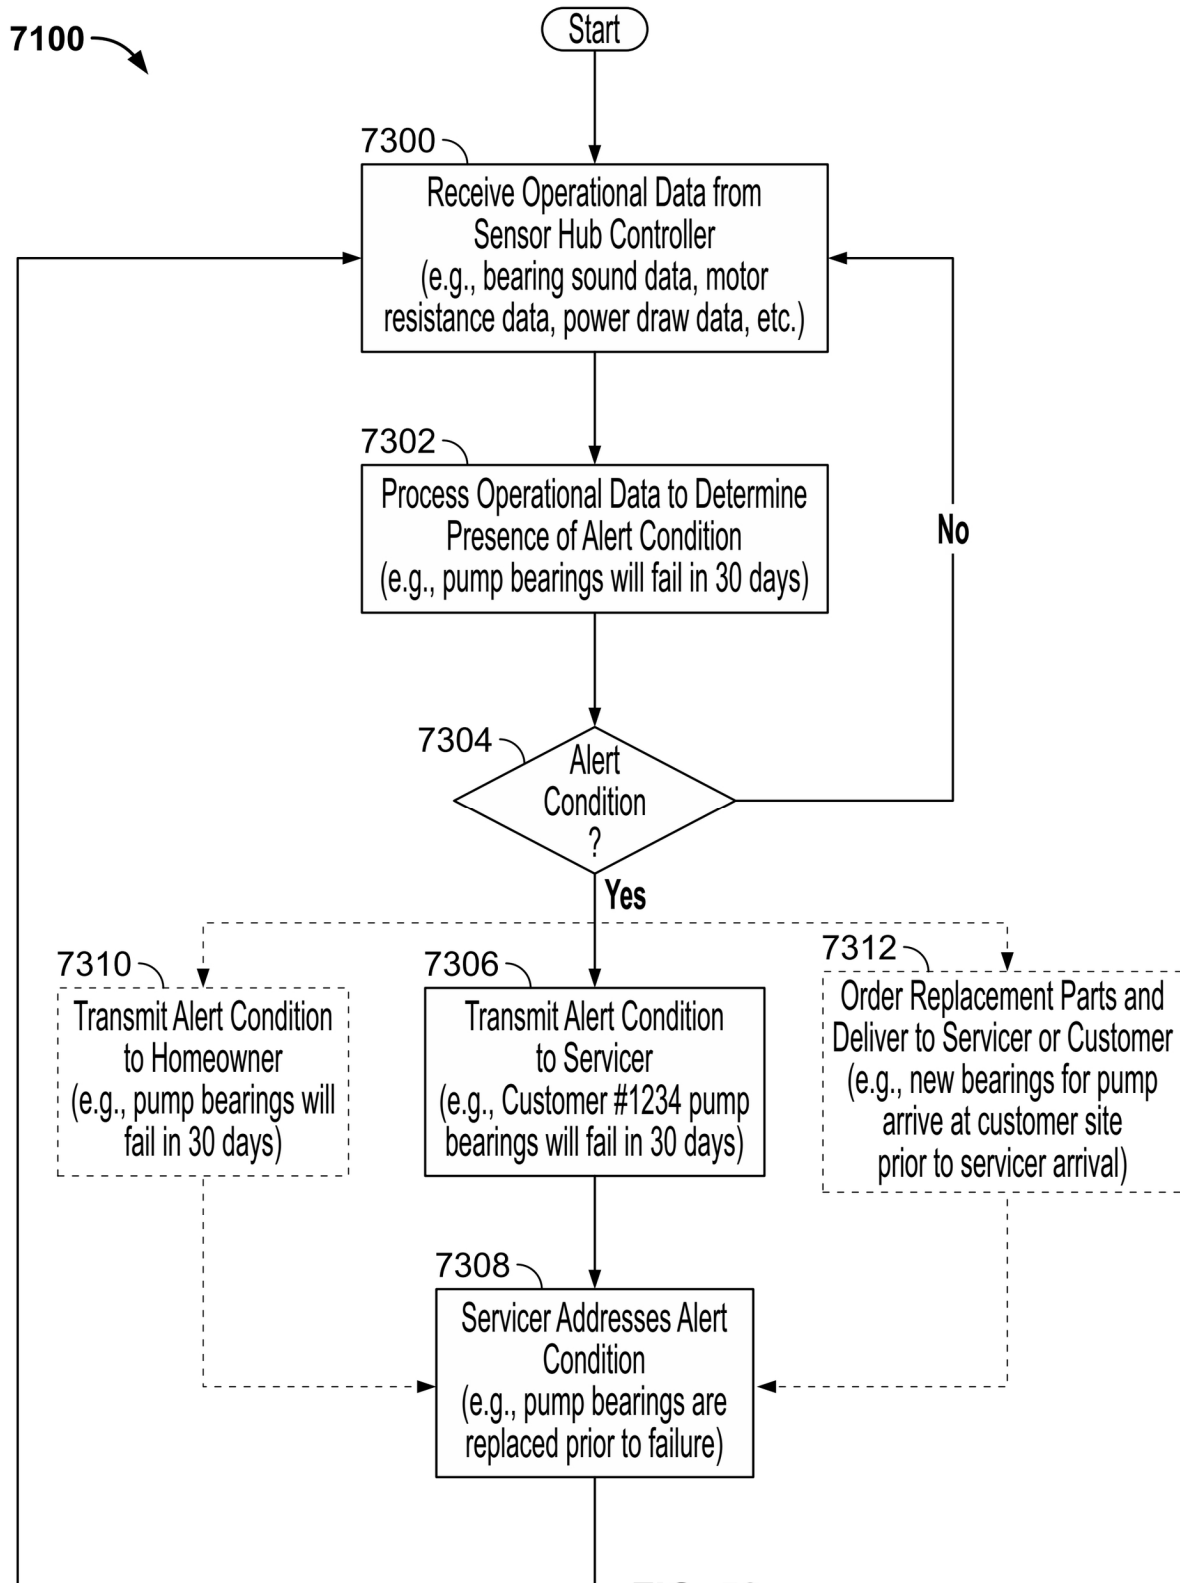 7100
Start
7300
Receive Operational Data from
Sensor Hub Controller
(e.g., bearing sound data, motor
resistance data, power draw data, etc.)
7302
Process Operational Data to Determine
Presence of Alert Condition
(e.g., pump bearings will fail in 30 days)
No
7304
Alert
Condition
?
Yes
7310
Transmit Alert Condition
to Homeowner
(e.g., pump bearings will
fail in 30 days)
7306
Transmit Alert Condition
to Servicer
(e.g., Customer #1234 pump
bearings will fail in 30 days)
7312
Order Replacement Parts and
Deliver to Servicer or Customer
(e.g., new bearings for pump
arrive at customer site
prior to servicer arrival)
7308
Servicer Addresses Alert
Condition
(e.g., pump bearings are
replaced prior to failure)